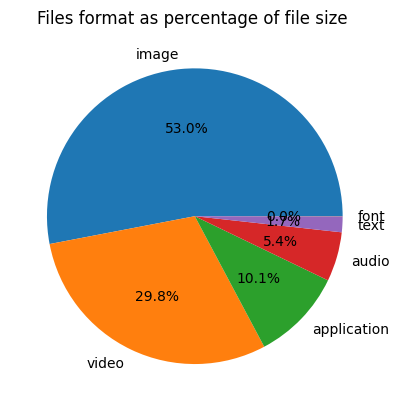 Files format as percentage of file size
image
53.0%
0.0%
font
1.7%
text
5.4%
audio
10.1%
29.8%
application
video